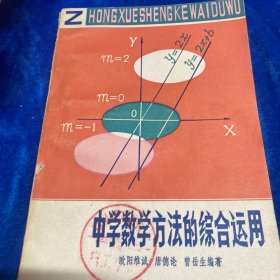 ZHONGXUESHENGKEWAIDUWU
Y
m=2
y=2x
y=2x+b
m=0
0
m=-1
X
中学数学方法的综合运用
欧阳维诚 唐德论 曾岳生编著